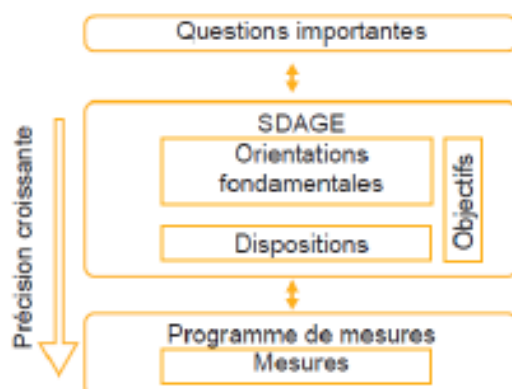 Questions importantes
SDAGE
Orientations
fondamentales
Dispositions
Objectifs
Programme de mesures
Mesures
Précision croissante